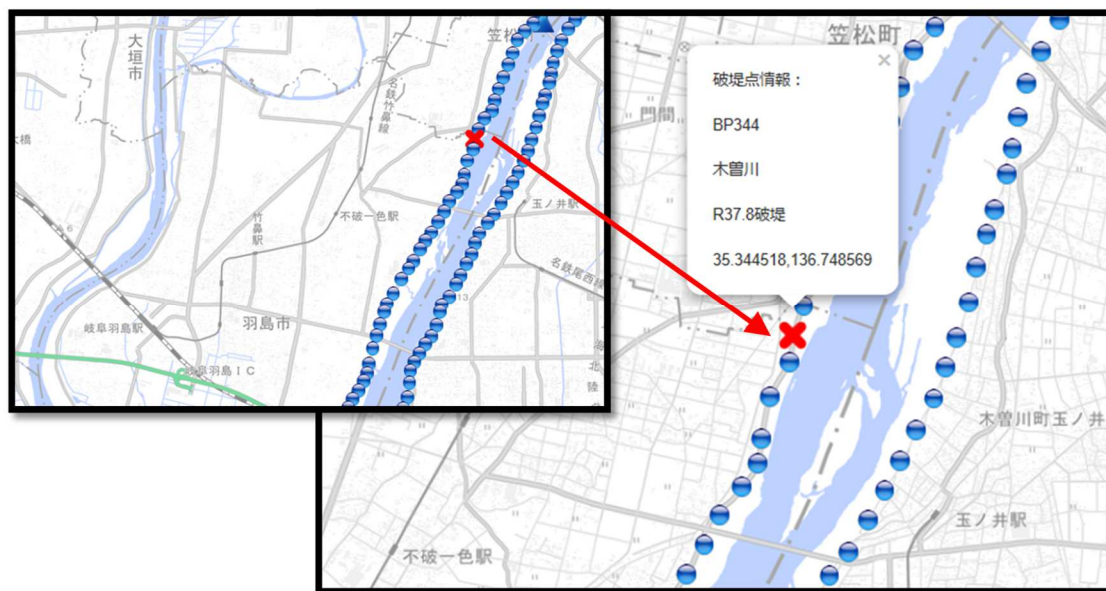 笠松町
大垣市
名鉄竹鼻線
竹鼻駅
不破一色駅
玉ノ井駅
名鉄尾西線
岐阜羽島駅
羽島市
岐阜羽島IC
笠松町
門間
破堤点情報：
BP344
木曽川
R37.8破堤
35.344518,136.748569
木曽川町玉ノ井
玉ノ井駅
不破一色駅